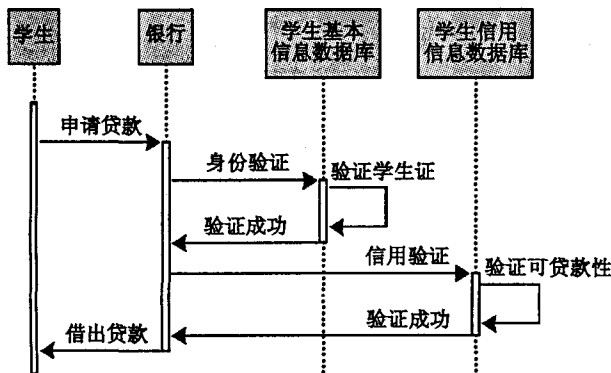 学生
银行
学生基本
信息数据库
学生信用
信息数据库
申请贷款
身份验证
验证学生证
验证成功
信用验证
验证可贷款性
验证成功
借出贷款